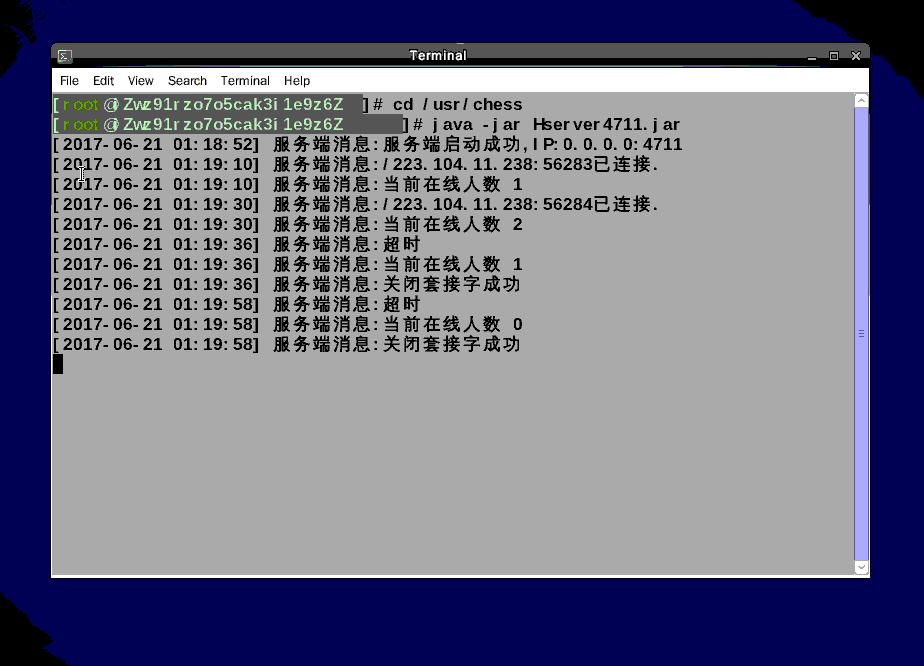 Terminal
File Edit View Search Terminal Help
[root@iZwz91rzo7o5cak3i1e9z6Z ]# cd /usr/chess
[root@iZwz91rzo7o5cak3i1e9z6Z ]# java -jar Hserver4711.jar
[2017-06-21 01:18:52] 服务端消息:服务端启动成功,IP:0.0.0.0:4711
[2017-06-21 01:19:10] 服务端消息:/223.104.11.238:56283已连接.
[2017-06-21 01:19:10] 服务端消息:当前在线人数 1
[2017-06-21 01:19:30] 服务端消息:/223.104.11.238:56284已连接.
[2017-06-21 01:19:30] 服务端消息:当前在线人数 2
[2017-06-21 01:19:36] 服务端消息:超时
[2017-06-21 01:19:36] 服务端消息:当前在线人数 1
[2017-06-21 01:19:36] 服务端消息:关闭套接字成功
[2017-06-21 01:19:58] 服务端消息:超时
[2017-06-21 01:19:58] 服务端消息:当前在线人数 0
[2017-06-21 01:19:58] 服务端消息:关闭套接字成功